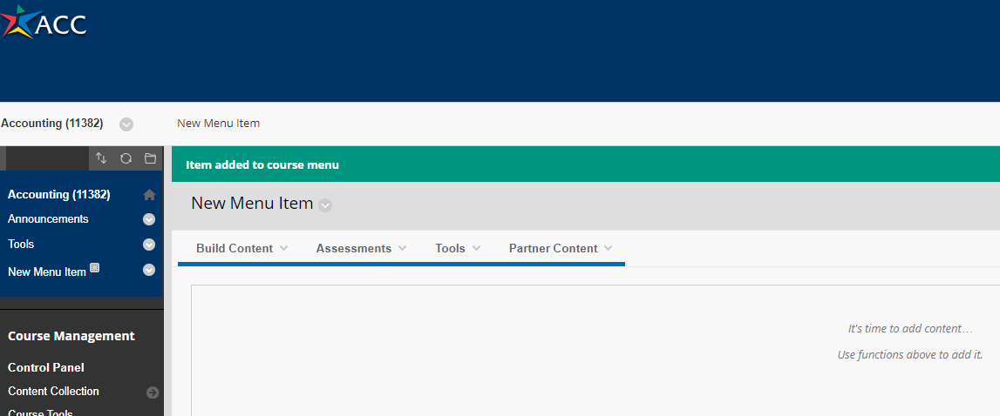 ACC
Accounting (11382)
New Menu Item
Item added to course menu
Accounting (11382)
Announcements
Tools
New Menu Item
Course Management
Control Panel
Content Collection
Course Tools
New Menu Item
Build Content
Assessments
Tools
Partner Content
It's time to add content…
Use functions above to add it.